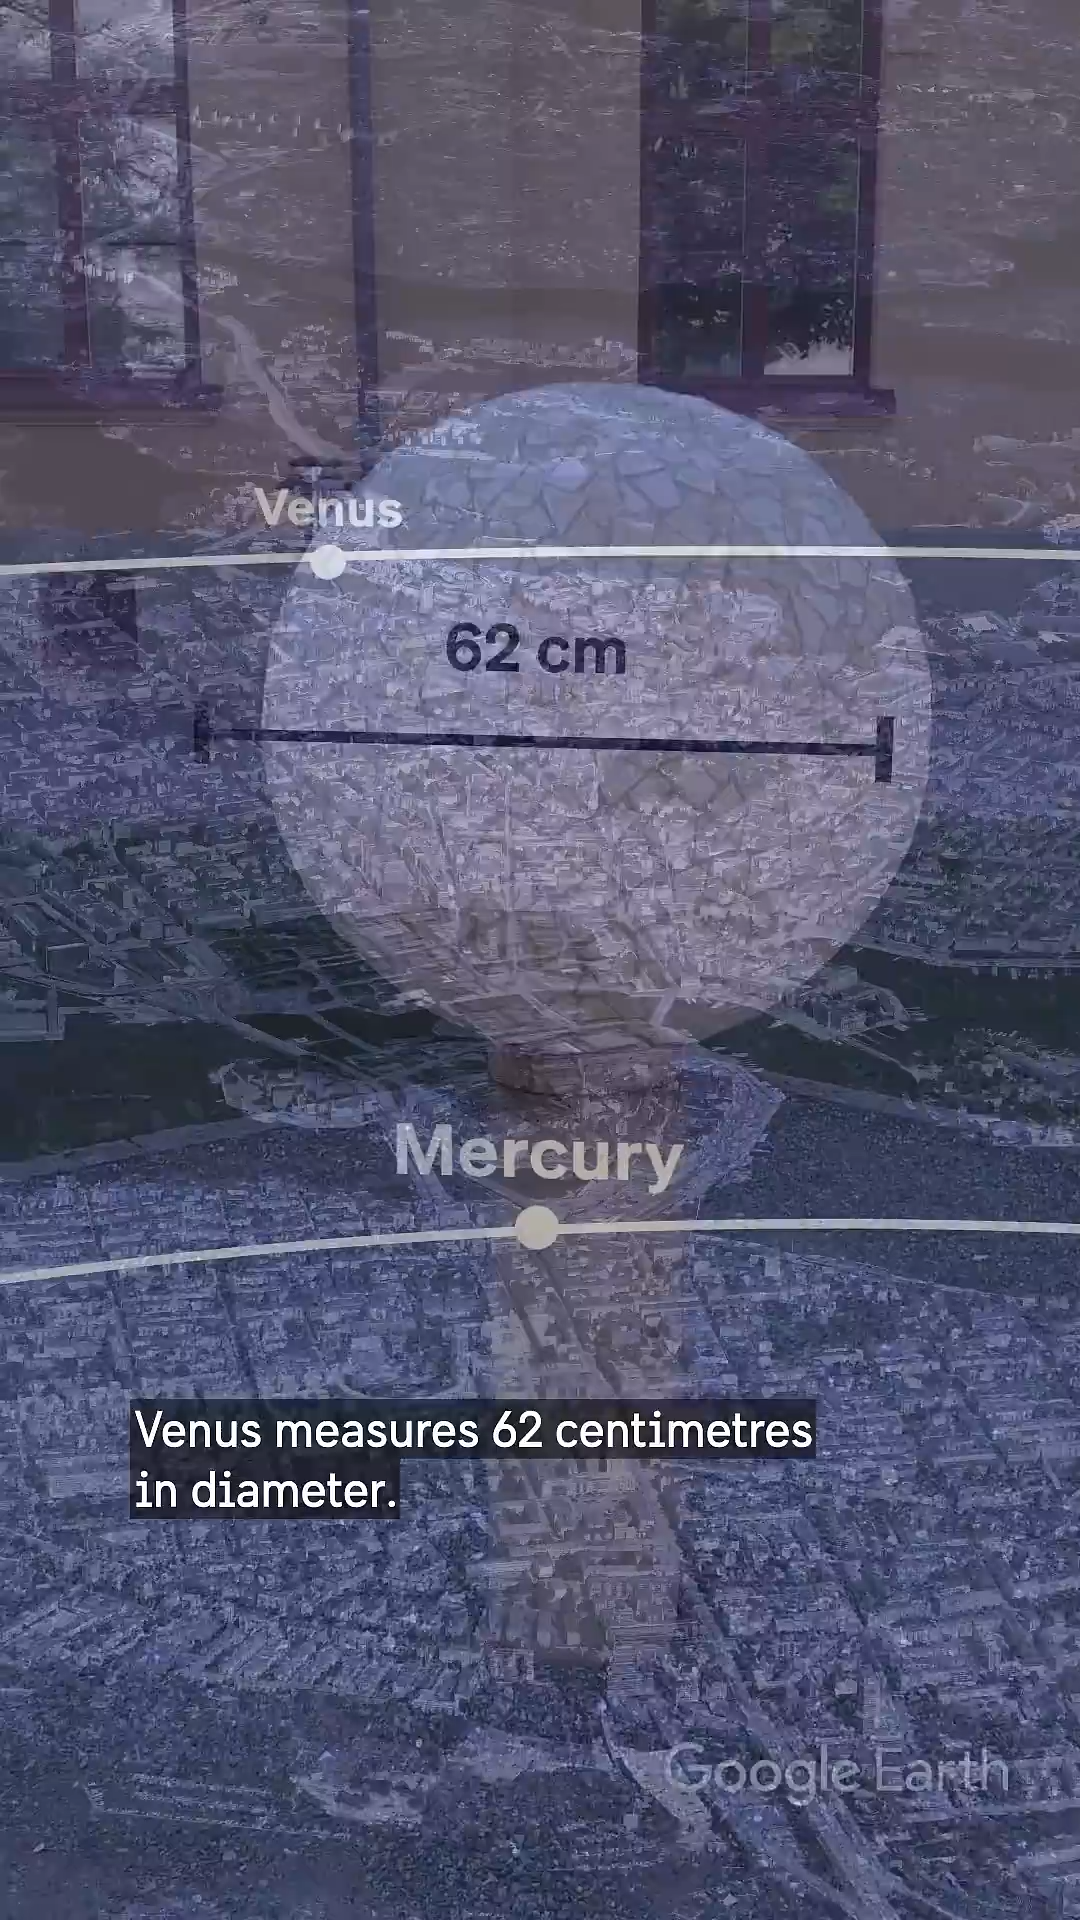 Venus
62 cm
Mercury
Venus measures 62 centimetres
in diameter.
Google Earth